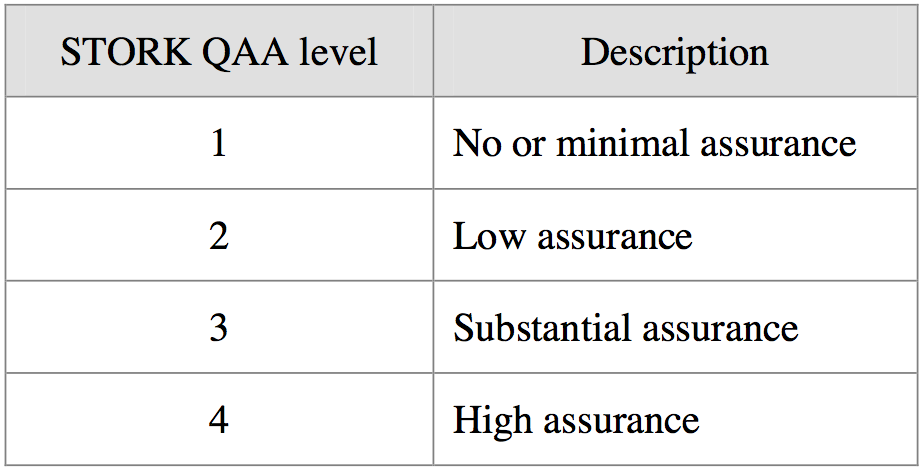 STORK QAA level Description
1 No or minimal assurance
2 Low assurance
3 Substantial assurance
4 High assurance